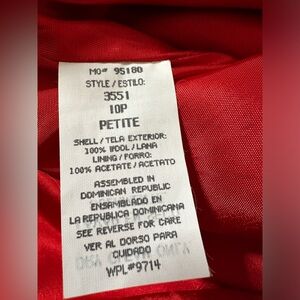 MO# 95180
STYLE/ESTILO:
3551
10P
PETITE
SHELL/TELA EXTERIOR:
100% WOOL/LANA
LINING/FORRO:
100% ACETATE/ACETATO
ASSEMBLED IN
DOMINICAN REPUBLIC
ENSAMBLADO EN
LA REPUBLICA DOMINICANA
SEE REVERSE FOR CARE
VER AL DORSO PARA
CUIDADO
WPL#9714